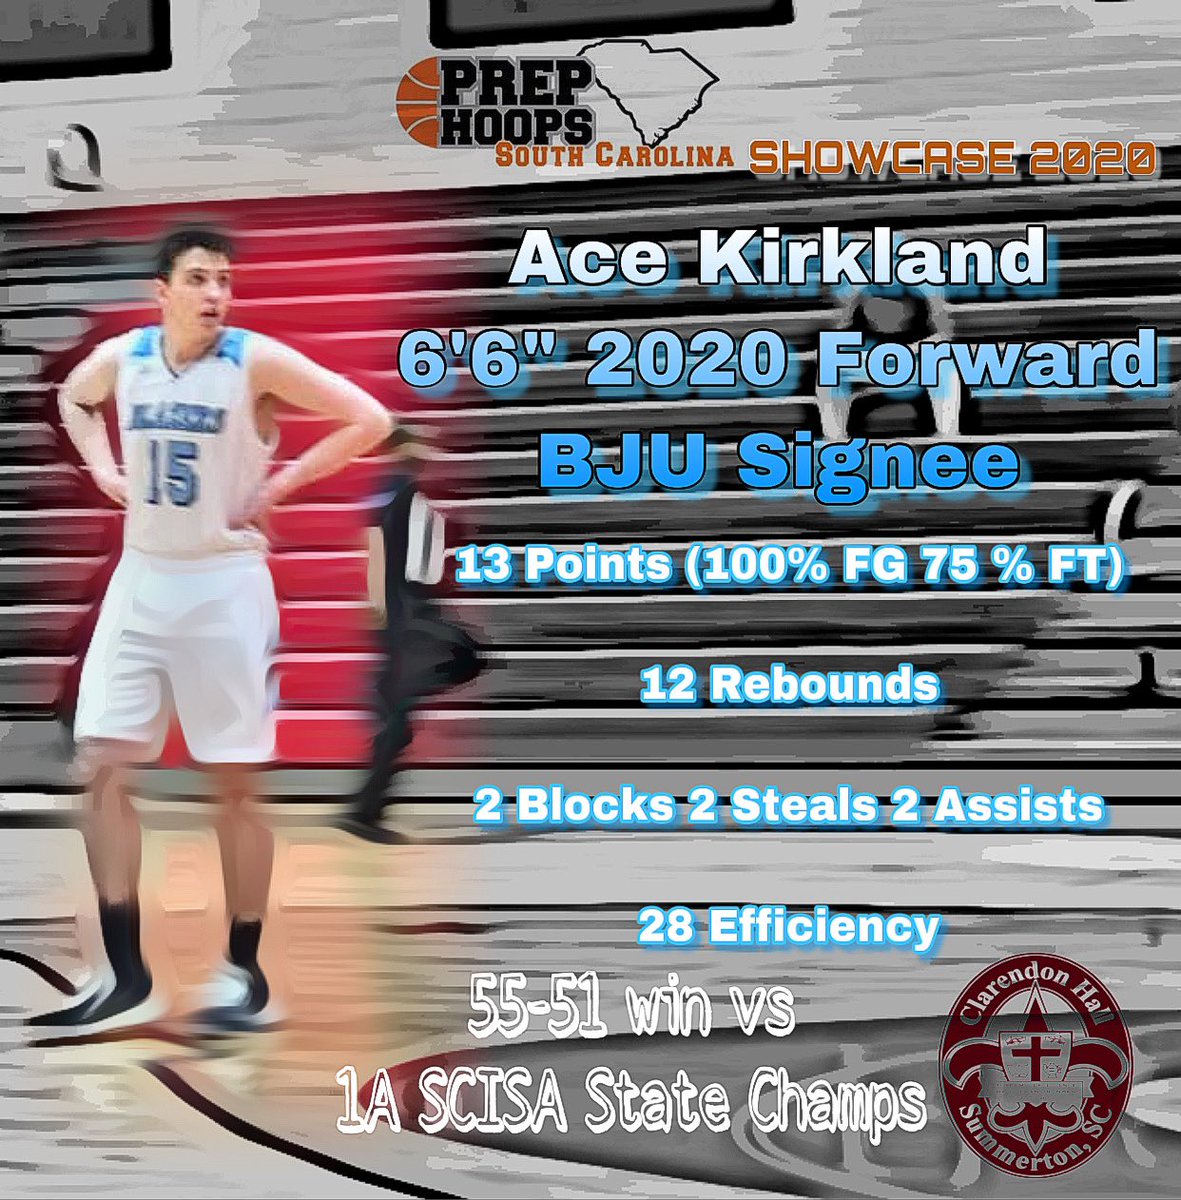 PREP
HOOPS
SOUTH CAROLINA
SHOWCASE 2020
Ace Kirkland
6'6" 2020 Forward
BJU Signee
BLAZERS
15
13 Points (100% FG 75 % FT)
12 Rebounds
2 Blocks 2 Steals 2 Assists
28 Efficiency
55-51 win vs
1A SCISA State Champs
Clarendon Hall
Summerton, SC